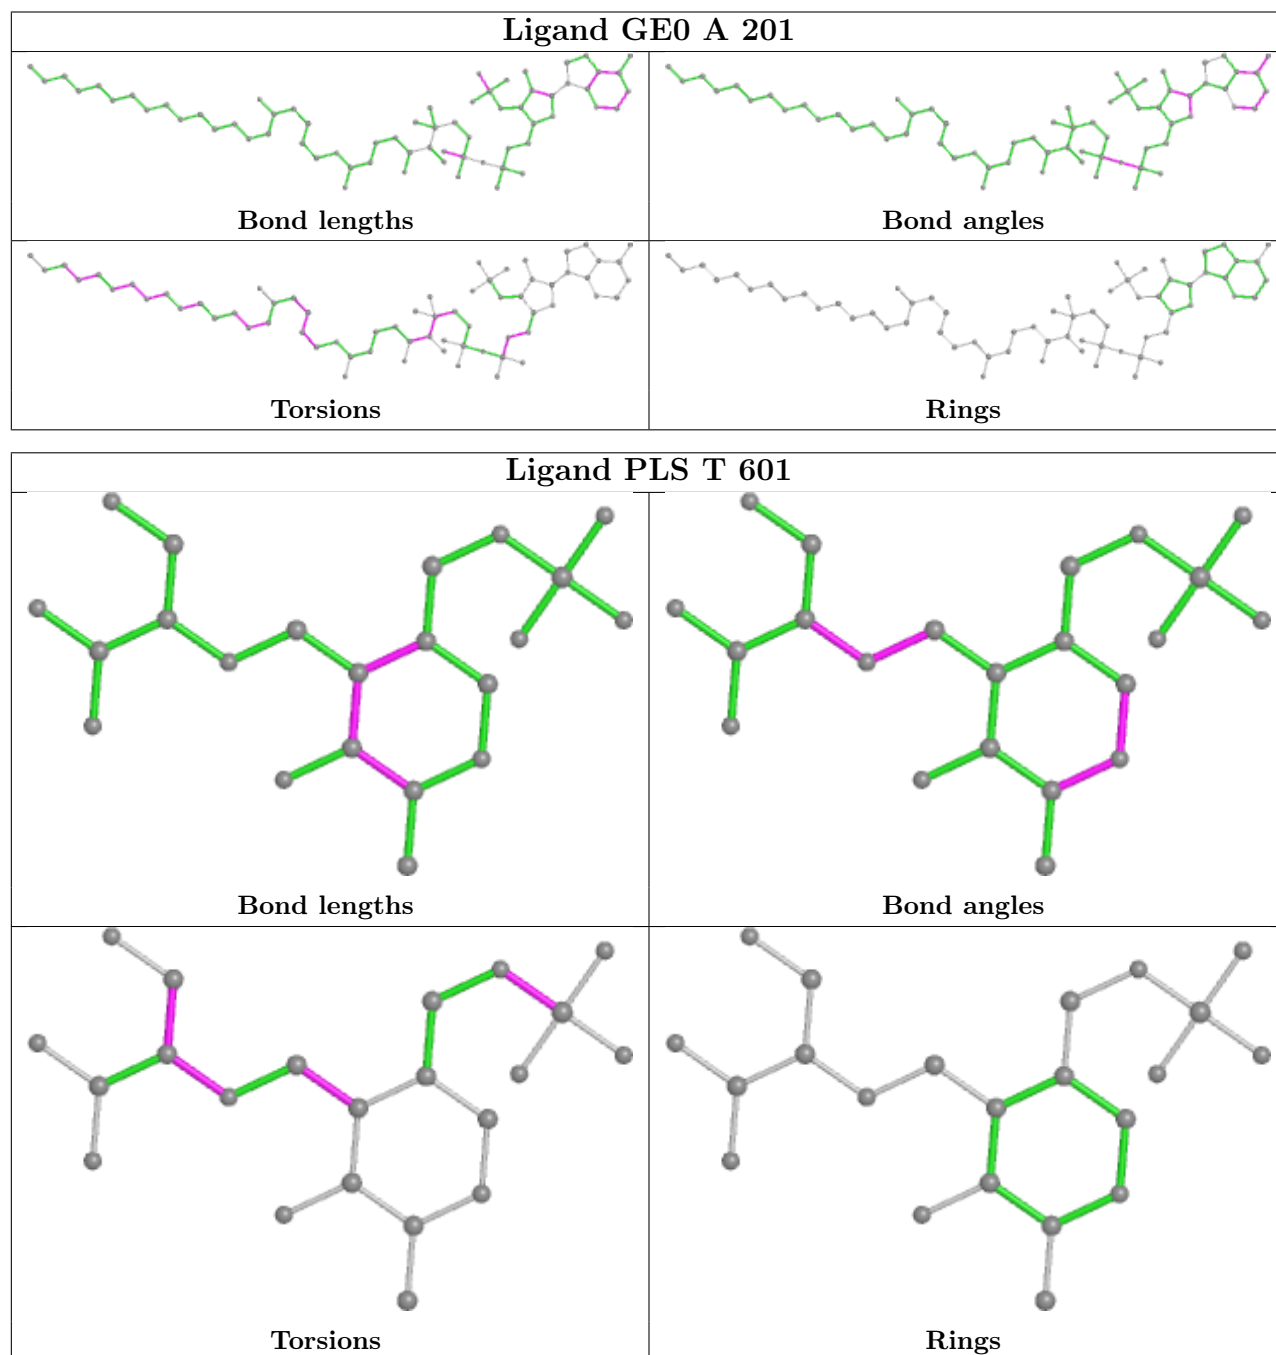 Ligand GE0 A 201
Bond lengths
Bond angles
Torsions
Rings
Ligand PLS T 601
Bond lengths
Bond angles
Torsions
Rings